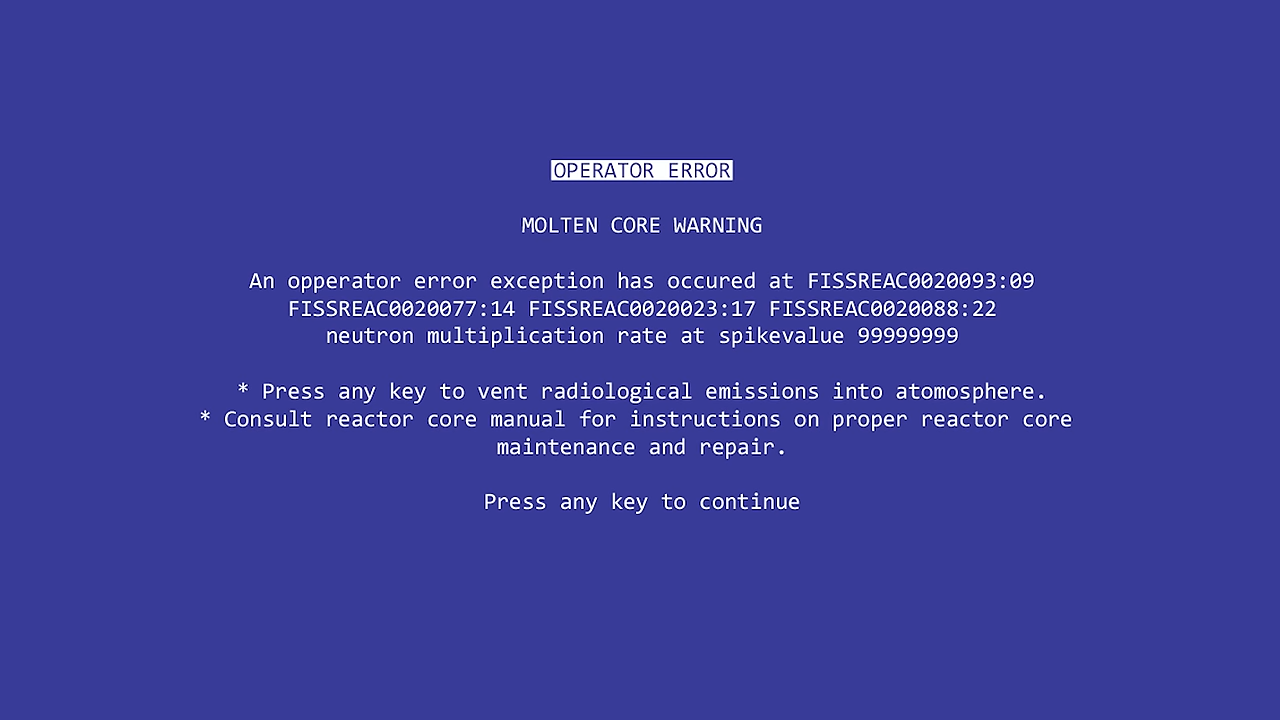 OPERATOR ERROR
MOLTEN CORE WARNING
An opperator error exception has occured at FISSREAC0020093:09
FISSREAC0020077:14 FISSREAC0020023:17 FISSREAC0020088:22
neutron multiplication rate at spikevalue 99999999
* Press any key to vent radiological emissions into atomosphere.
* Consult reactor core manual for instructions on proper reactor core
maintenance and repair.
Press any key to continue